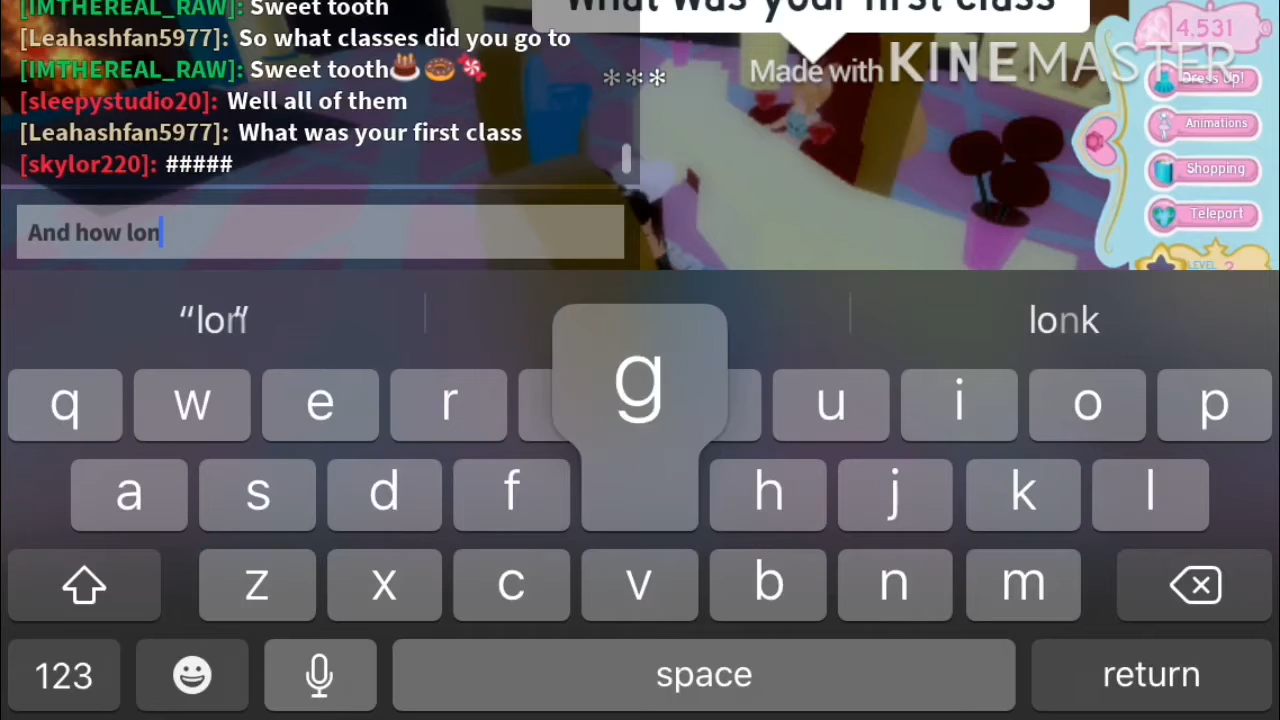 [IMTHEREAL_RAW]: Sweet tooth
What was your first class
[Leahashfan5977]: So what classes did you go to
[IMTHEREAL_RAW]: Sweet tooth🎂🍩🍬
[sleepystudio20]: Well all of them
[Leahashfan5977]: What was your first class
[skylor220]: #####
***
Made with KINEMASTER
4,531
Dress Up!
Animations
Shopping
Teleport
LEVEL 2
And how lon
“lon” lonk
q w e r g u i o p
a s d f h j k l
z x c v b n m
123 space return